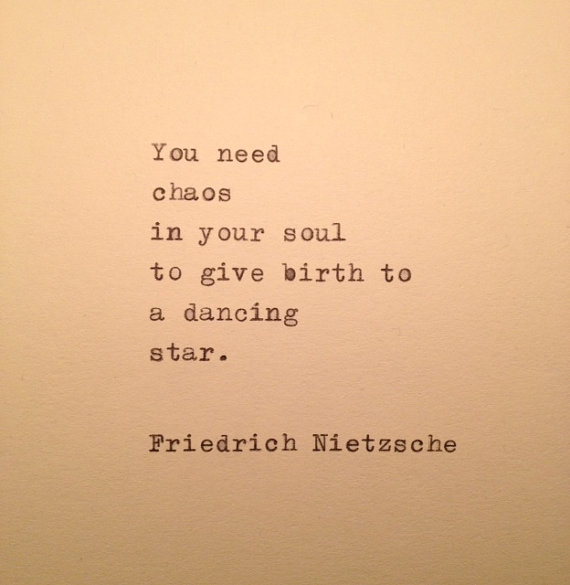 You need
chaos
in your soul
to give birth to
a dancing
star.
Friedrich Nietzsche